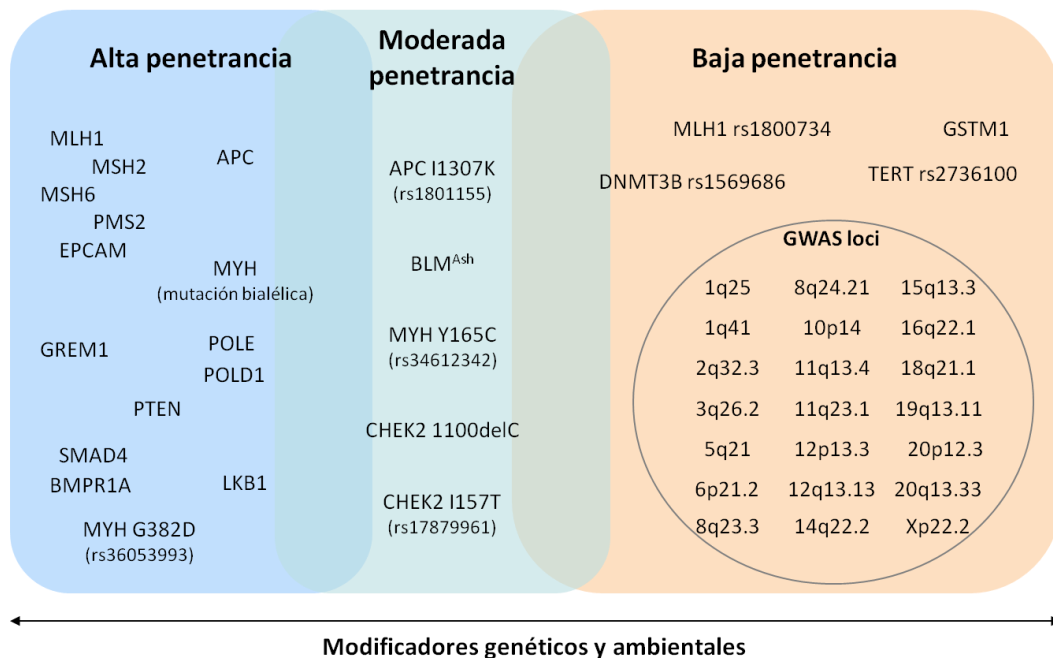 Alta penetrancia
MLH1
MSH2
APC
MSH6
PMS2
EPCAM
MYH
(mutación bialélica)
GREM1
POLE
POLD1
PTEN
SMAD4
BMPR1A
LKB1
MYH G382D
(rs36053993)
Moderada
penetrancia
APC I1307K
(rs1801155)
BLMAsh
MYH Y165C
(rs34612342)
CHEK2 1100delC
CHEK2 I157T
(rs17879961)
Baja penetrancia
MLH1 rs1800734 GSTM1
DNMT3B rs1569686 TERT rs2736100
GWAS loci
1q25 8q24.21 15q13.3
1q41 10p14 16q22.1
2q32.3 11q13.4 18q21.1
3q26.2 11q23.1 19q13.11
5q21 12p13.3 20p12.3
6p21.2 12q13.13 20q13.33
8q23.3 14q22.2 Xp22.2
Modificadores genéticos y ambientales